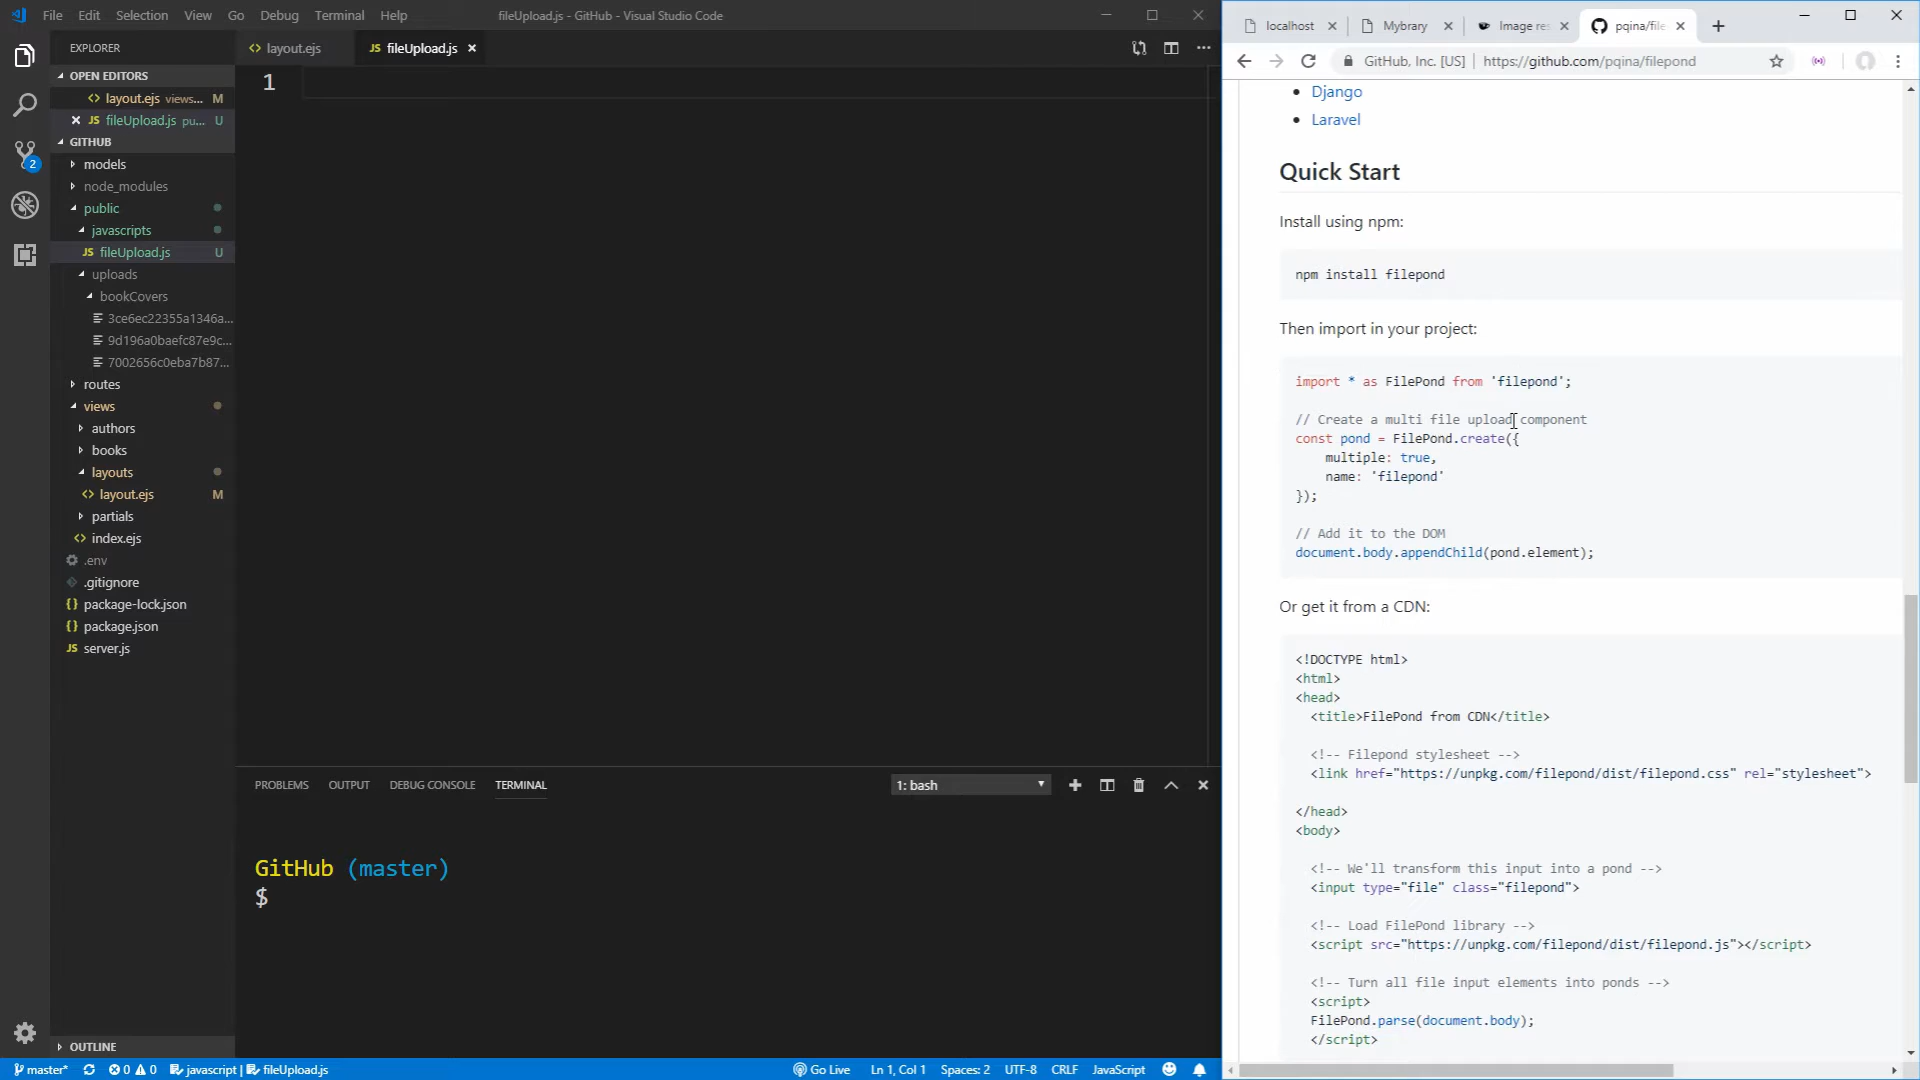 File Edit Selection View Go Debug Terminal Help
fileUpload.js - GitHub - Visual Studio Code
EXPLORER
OPEN EDITORS
layout.ejs views... M
fileUpload.js pu... U
GITHUB
models
node_modules
public
javascripts
JS fileUpload.js U
uploads
bookCovers
3ce6ec22355a1346a...
9d196a0baefc87e9c...
7002656c0eba7b87...
routes
views
authors
books
layouts
layout.ejs M
partials
index.ejs
.env
.gitignore
package-lock.json
package.json
JS server.js
OUTLINE
2
layout.ejs
JS fileUpload.js
1
PROBLEMS OUTPUT DEBUG CONSOLE TERMINAL
1: bash
GitHub (master)
$
master* 0 0 javascript | fileUpload.js
Go Live Ln 1, Col 1 Spaces: 2 UTF-8 CRLF JavaScript
localhost
Mybrary
Image res
pqina/file
GitHub, Inc. [US] | https://github.com/pqina/filepond
Django
Laravel
Quick Start
Install using npm:
npm install filepond
Then import in your project:
import * as FilePond from 'filepond';
// Create a multi file upload component
const pond = FilePond.create({
multiple: true,
name: 'filepond'
});
// Add it to the DOM
document.body.appendChild(pond.element);
Or get it from a CDN:
<!DOCTYPE html>
<html>
<head>
<title>FilePond from CDN</title>
<!-- Filepond stylesheet -->
<link href="https://unpkg.com/filepond/dist/filepond.css" rel="stylesheet">
</head>
<body>
<!-- We'll transform this input into a pond -->
<input type="file" class="filepond">
<!-- Load FilePond library -->
<script src="https://unpkg.com/filepond/dist/filepond.js"></script>
<!-- Turn all file input elements into ponds -->
<script>
FilePond.parse(document.body);
</script>